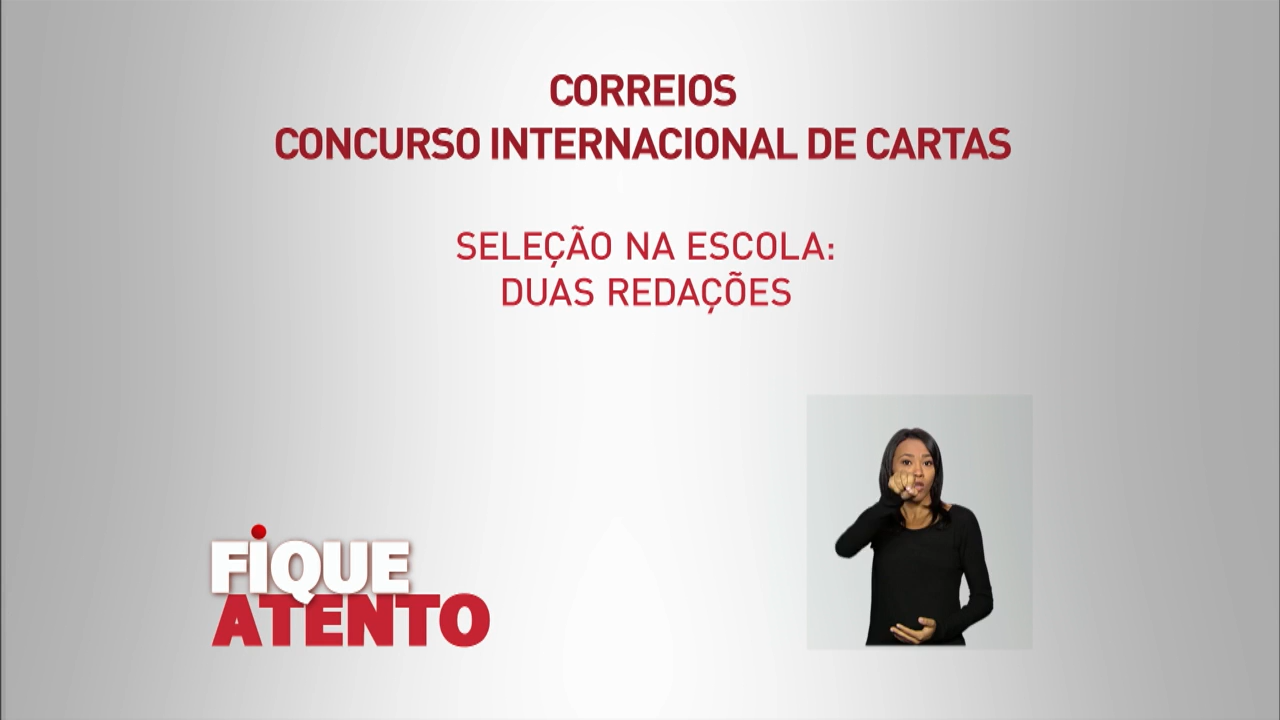 CORREIOS
CONCURSO INTERNACIONAL DE CARTAS
SELEÇÃO NA ESCOLA:
DUAS REDAÇÕES
FiQUE
ATENTO